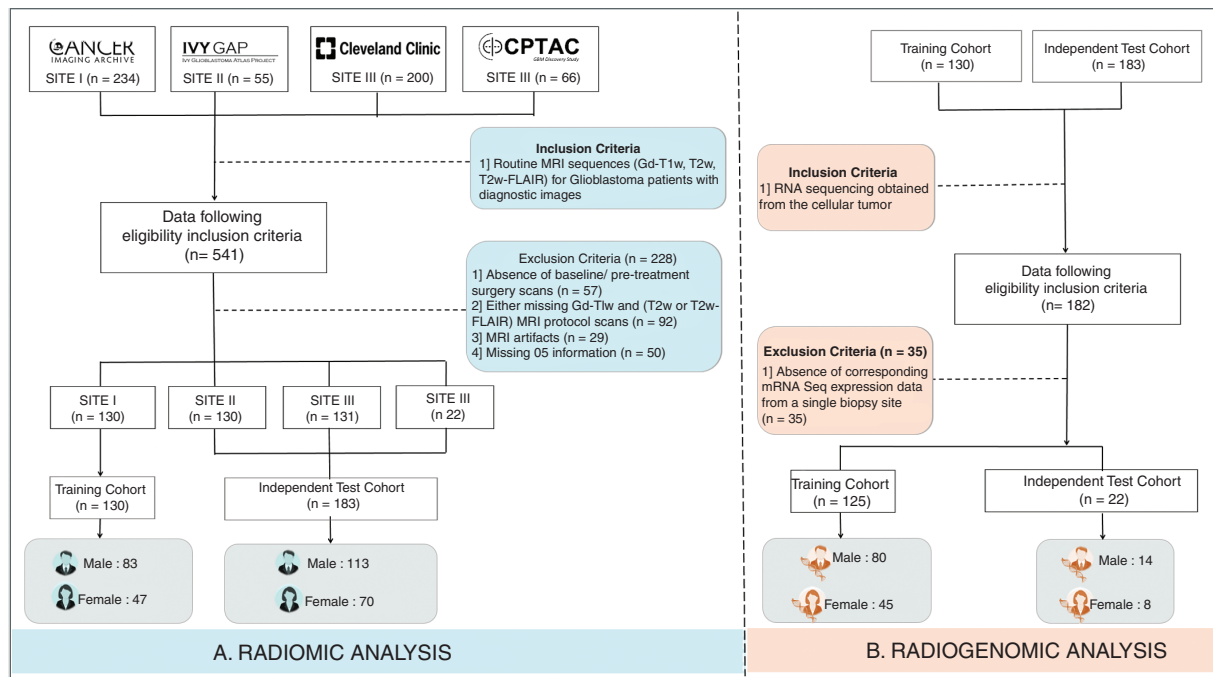 CANCER
IMAGING ARCHIVE
SITE I (n = 234)
IVY GAP
IVY GLIOBLASTOMA ATLAS PROJECT
SITE II (n = 55)
Cleveland Clinic
SITE III (n = 200)
CPTAC
GBM Discovery Study
SITE III (n = 66)
Inclusion Criteria
1] Routine MRI sequences (Gd-T1w, T2w,
T2w-FLAIR) for Glioblastoma patients with
diagnostic images
Data following
eligibility inclusion criteria
(n= 541)
Exclusion Criteria (n = 228)
1] Absence of baseline/ pre-treatment
surgery scans (n = 57)
2] Either missing Gd-Tlw and (T2w or T2w-
FLAIR) MRI protocol scans (n = 92)
3] MRI artifacts (n = 29)
4] Missing 05 information (n = 50)
SITE I
(n = 130)
SITE II
(n = 130)
SITE III
(n = 131)
SITE III
(n 22)
Training Cohort
(n = 130)
Independent Test Cohort
(n = 183)
Male : 83
Female : 47
Male : 113
Female : 70
A. RADIOMIC ANALYSIS
Training Cohort
(n = 130)
Independent Test Cohort
(n = 183)
Inclusion Criteria
1] RNA sequencing obtained
from the cellular tumor
Data following
eligibility inclusion criteria
(n= 182)
Exclusion Criteria (n = 35)
1] Absence of corresponding
mRNA Seq expression data
from a single biopsy site
(n = 35)
Training Cohort
(n = 125)
Independent Test Cohort
(n = 22)
Male : 80
Female : 45
Male : 14
Female : 8
B. RADIOGENOMIC ANALYSIS